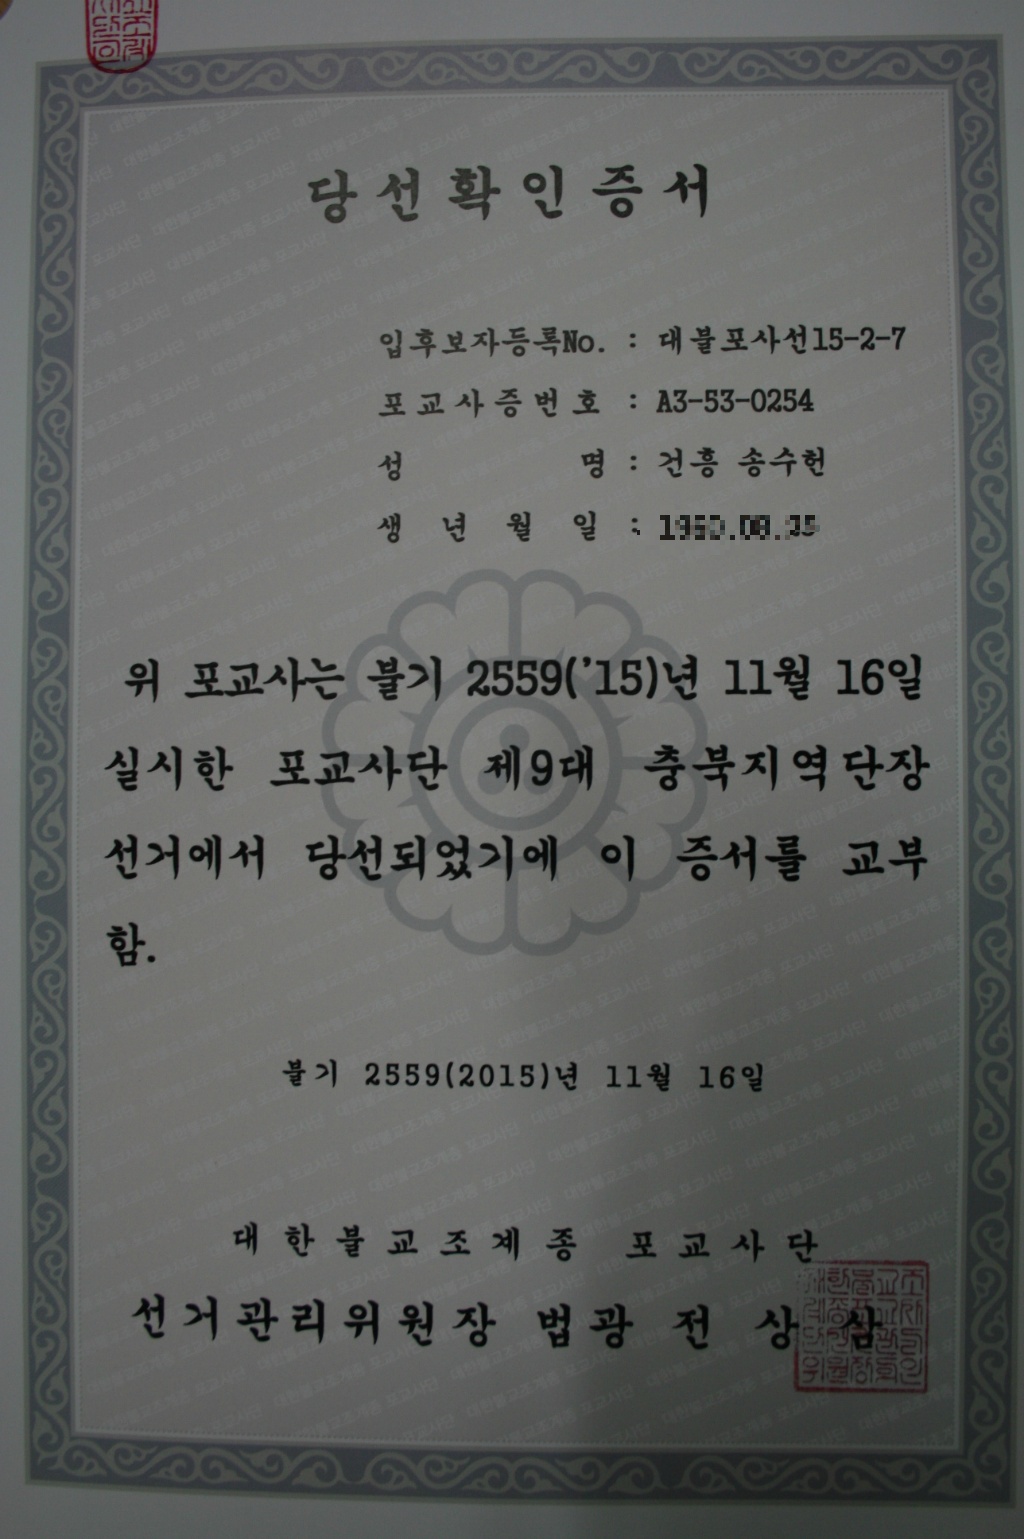 당선확인증서
입후보자등록No. : 대불포사선15-2-7
포교사증번호 : A3-53-0254
성 명 : 건흥 송수헌
생 년 월 일 :
위 포교사는 불기 2559('15)년 11월 16일
실시한 포교사단 제9대 충북지역단장
선거에서 당선되었기에 이 증서를 교부
함.
불기 2559(2015)년 11월 16일
대한불교조계종 포교사단
선거관리위원장 법광 전 상 삼